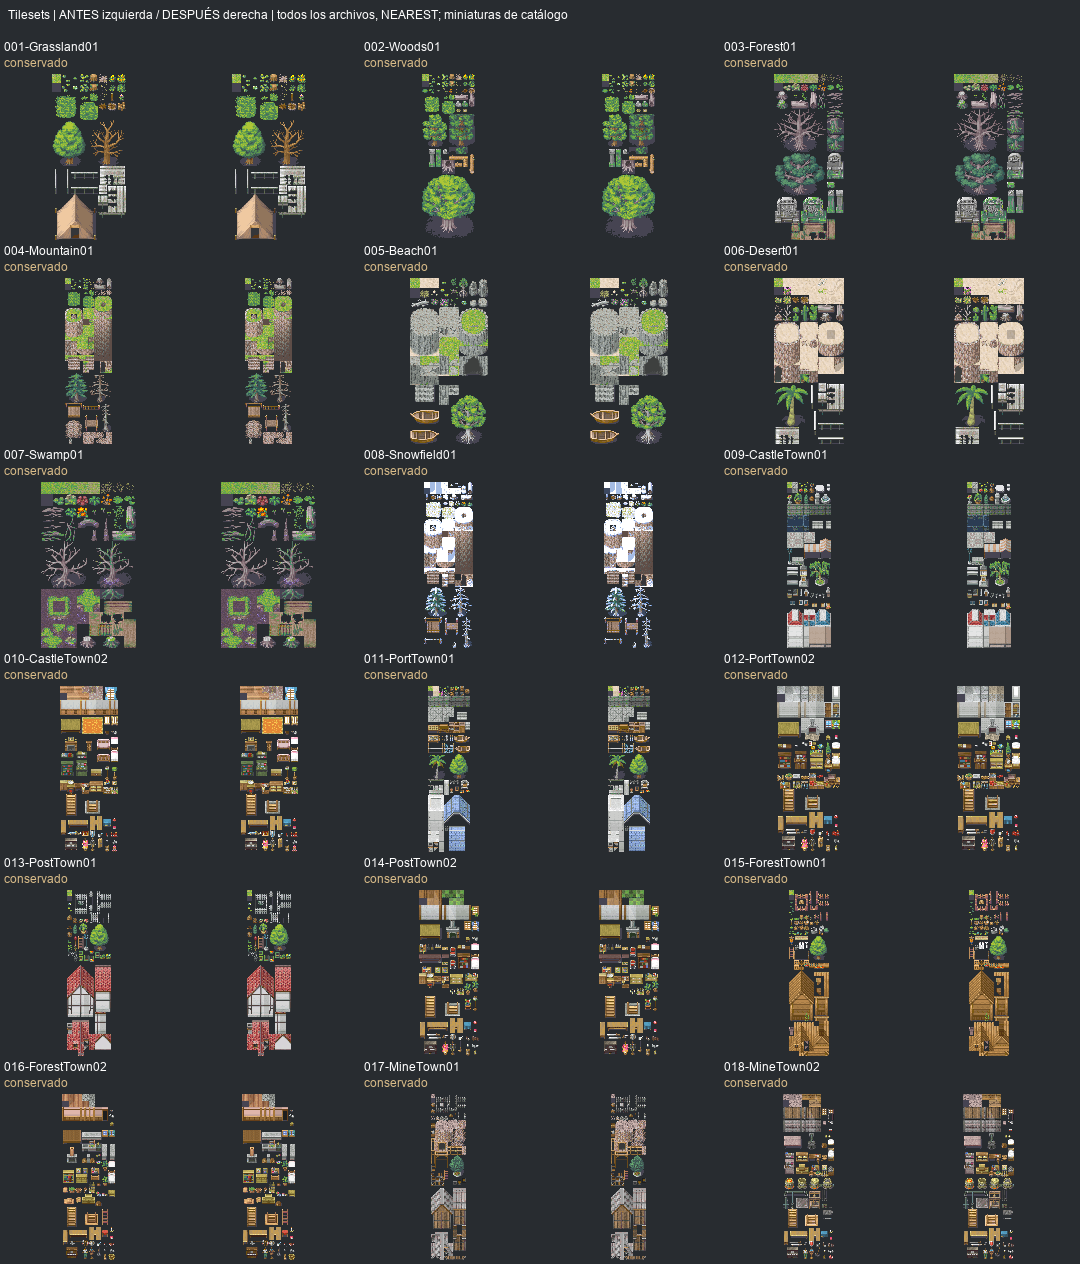 Tilesets | ANTES izquierda / DESPUÉS derecha | todos los archivos, NEAREST; miniaturas de catálogo
001-Grassland01
conservado
002-Woods01
conservado
003-Forest01
conservado
004-Mountain01
conservado
005-Beach01
conservado
006-Desert01
conservado
007-Swamp01
conservado
008-Snowfield01
conservado
009-CastleTown01
conservado
010-CastleTown02
conservado
011-PortTown01
conservado
012-PortTown02
conservado
013-PostTown01
conservado
014-PostTown02
conservado
015-ForestTown01
conservado
016-ForestTown02
conservado
017-MineTown01
conservado
018-MineTown02
conservado